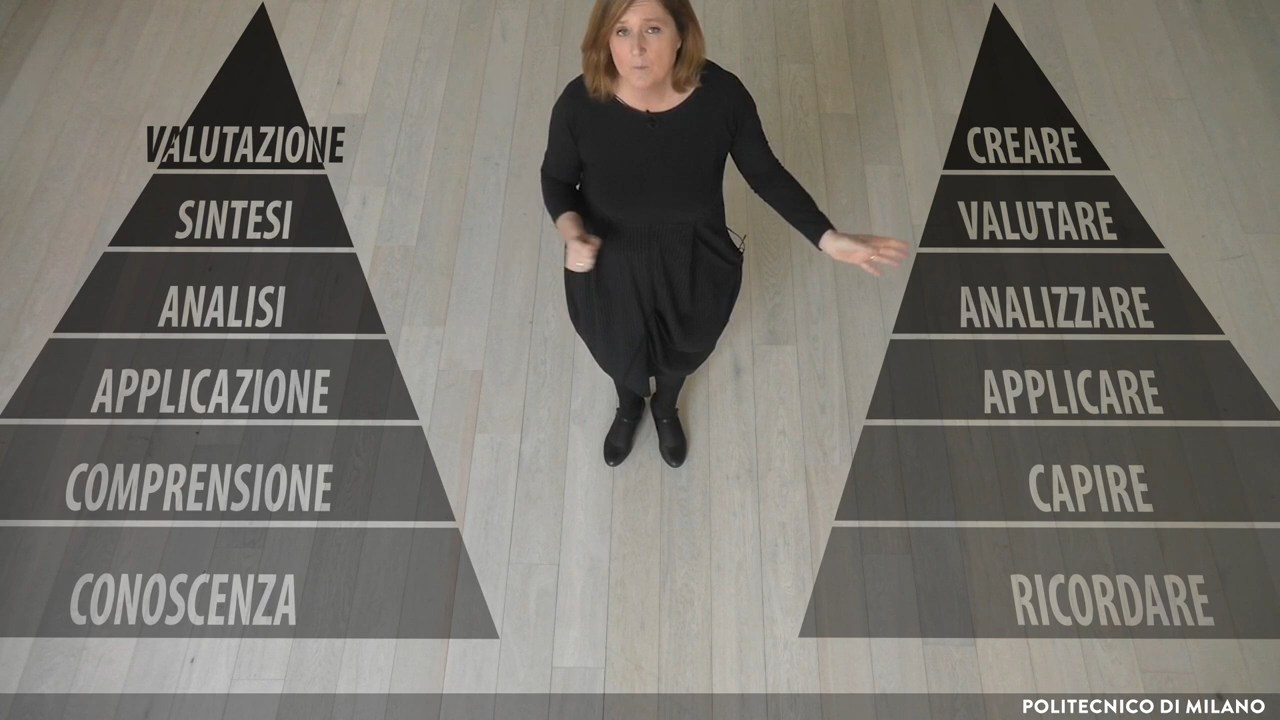 VALUTAZIONE
SINTESI
ANALISI
APPLICAZIONE
COMPRENSIONE
CONOSCENZA
CREARE
VALUTARE
ANALIZZARE
APPLICARE
CAPIRE
RICORDARE
POLITECNICO DI MILANO